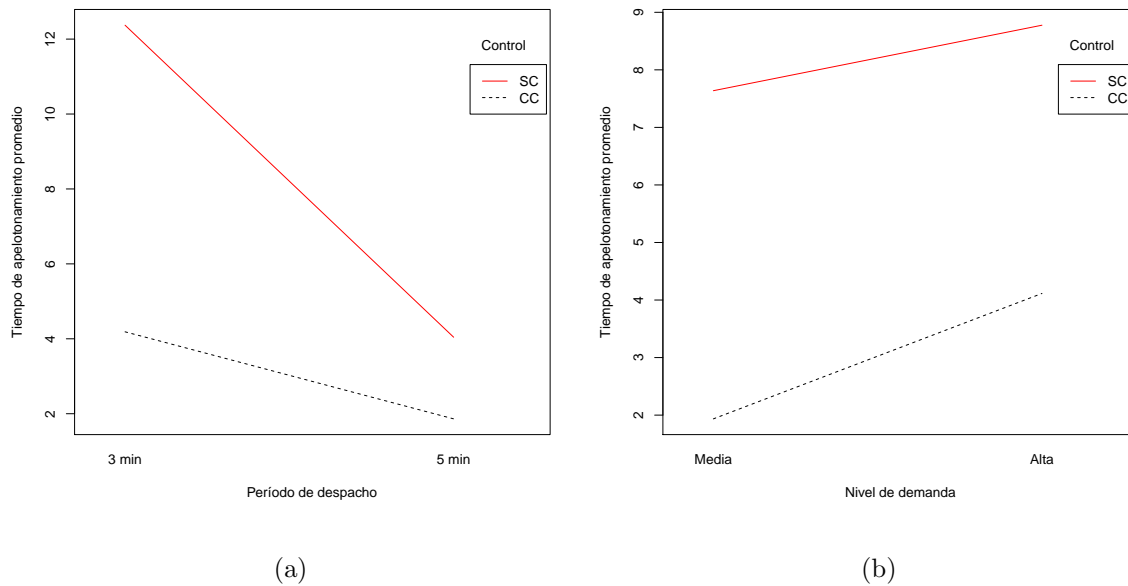 Tiempo de apelotonamiento promedio
12
10
8
6
4
2
Control
SC
CC
3 min
5 min
Período de despacho
(a)
Tiempo de apelotonamiento promedio
9
8
7
6
5
4
3
2
Control
SC
CC
Media
Alta
Nivel de demanda
(b)